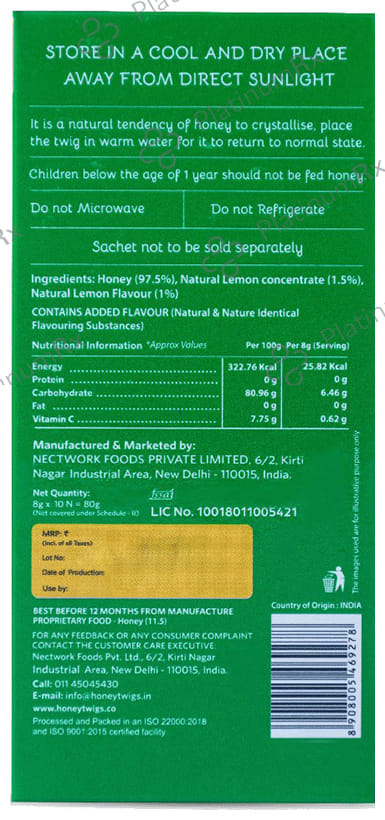 STORE IN A COOL AND DRY PLACE
AWAY FROM DIRECT SUNLIGHT
It is a natural tendency of honey to crystallise, place
the twig in warm water for it to return to normal state.
Children below the age of 1 year should not be fed honey.
Do not Microwave
Do not Refrigerate
Sachet not to be sold separately
Ingredients: Honey (97.5%), Natural Lemon concentrate (1.5%),
Natural Lemon Flavour (1%)
CONTAINS ADDED FLAVOUR (Natural & Nature Identical
Flavouring Substances)
Nutritional Information *Approx Values Per 100g Per 8g (Serving)
Energy 322.76 Kcal 25.82 Kcal
Protein 0 g 0 g
Carbohydrate 80.96 g 6.46 g
Fat 0 g 0 g
Vitamin C 7.75 g 0.62 g
Manufactured & Marketed by:
NECTWORK FOODS PRIVATE LIMITED, 6/2, Kirti
Nagar Industrial Area, New Delhi - 110015, India.
Net Quantity:
8g x 10 N = 80g
(Net covered under Schedule - II)
fssai
LIC No. 10018011005421
The images used are for illustrative purpose only
MRP: ₹
(Incl. of all Taxes)
Lot No:
Date of Production:
Use by:
Country of Origin : INDIA
BEST BEFORE 12 MONTHS FROM MANUFACTURE
PROPRIETARY FOOD - Honey (11.5)
FOR ANY FEEDBACK OR ANY CONSUMER COMPLAINT
CONTACT THE CUSTOMER CARE EXECUTIVE:
Nectwork Foods Pvt. Ltd., 6/2, Kirti Nagar
Industrial Area, New Delhi - 110015, India.
Call: 011 45045430
E-mail: info@honeytwigs.in
www.honeytwigs.co
Processed and Packed in an ISO 22000:2018
and ISO 9001:2015 certified facility
8 908005 469278
PlatinumRx